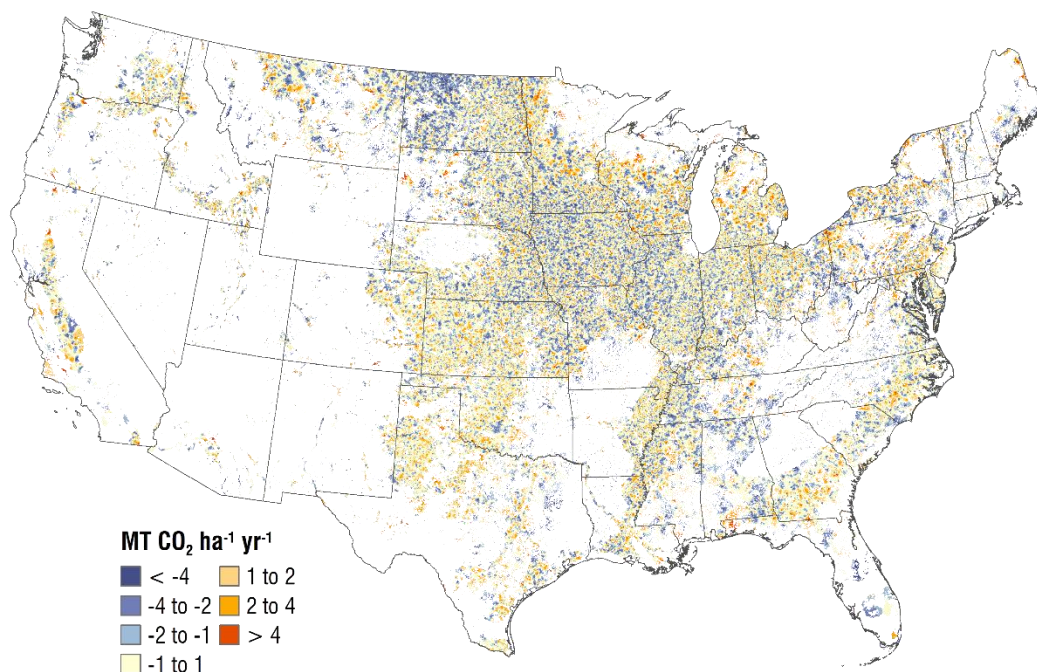 MT CO₂ ha⁻¹ yr⁻¹
< -4
1 to 2
-4 to -2
2 to 4
-2 to -1
> 4
-1 to 1